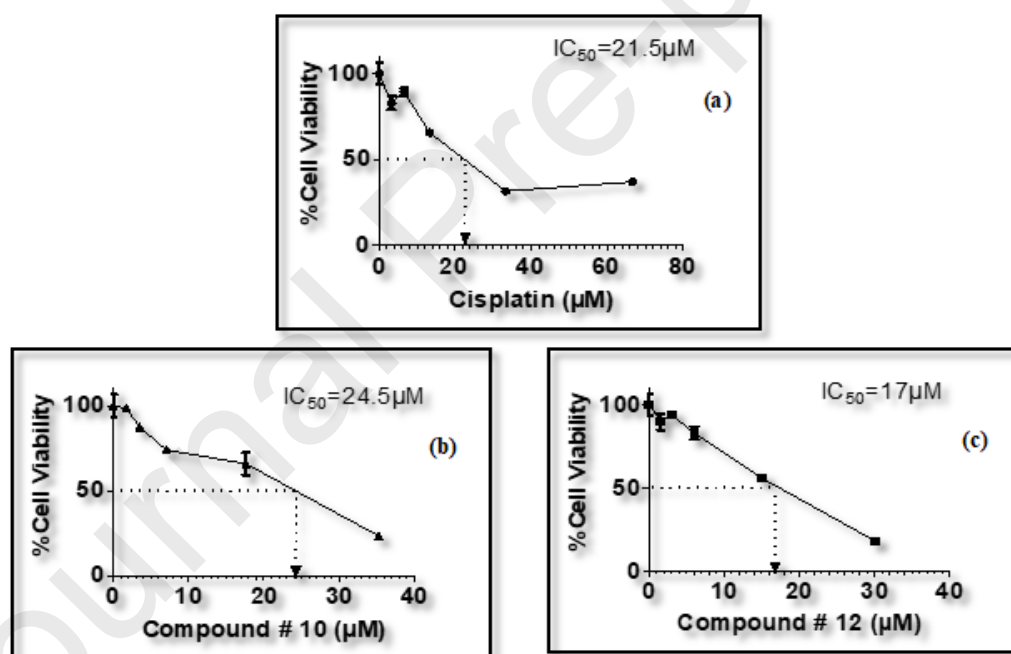 Journal Pre-p
IC50=21.5µM
(a)
%Cell Viability
100
50
0
0 20 40 60 80
Cisplatin (µM)
IC50=24.5µM
(b)
%Cell Viability
100
50
0
0 10 20 30 40
Compound # 10 (µM)
IC50=17µM
(c)
%Cell Viability
100
50
0
0 10 20 30 40
Compound # 12 (µM)